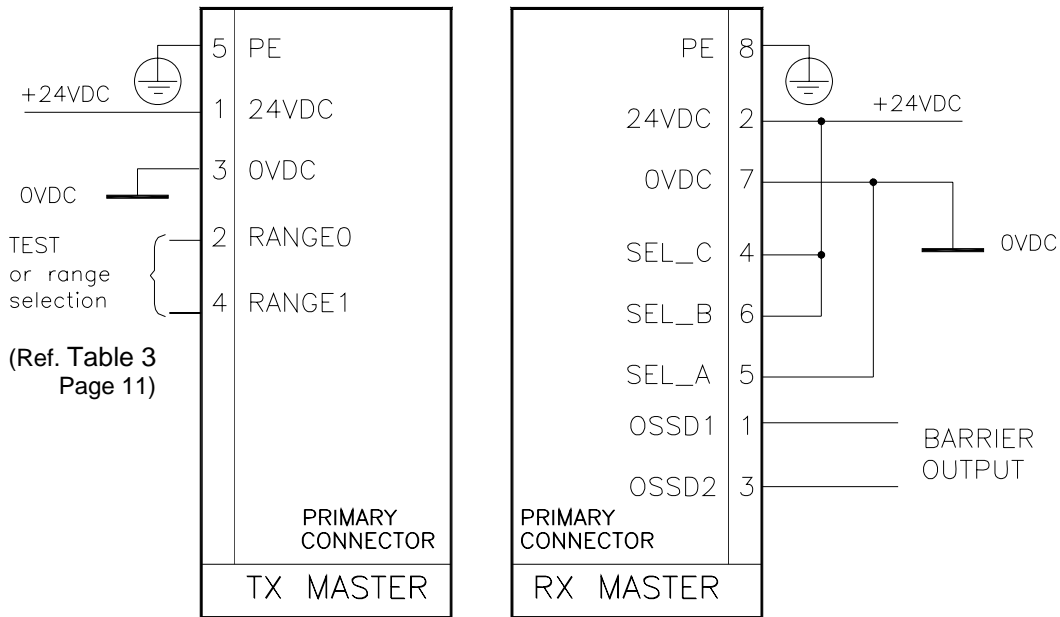 5 PE
+24VDC
1 24VDC
3 0VDC
0VDC
2 RANGE0
TEST
or range
selection
4 RANGE1
(Ref. Table 3
Page 11)
PRIMARY
CONNECTOR
TX MASTER
PE 8
+24VDC
24VDC 2
0VDC 7
0VDC
SEL_C 4
SEL_B 6
SEL_A 5
OSSD1 1
BARRIER
OUTPUT
OSSD2 3
PRIMARY
CONNECTOR
RX MASTER